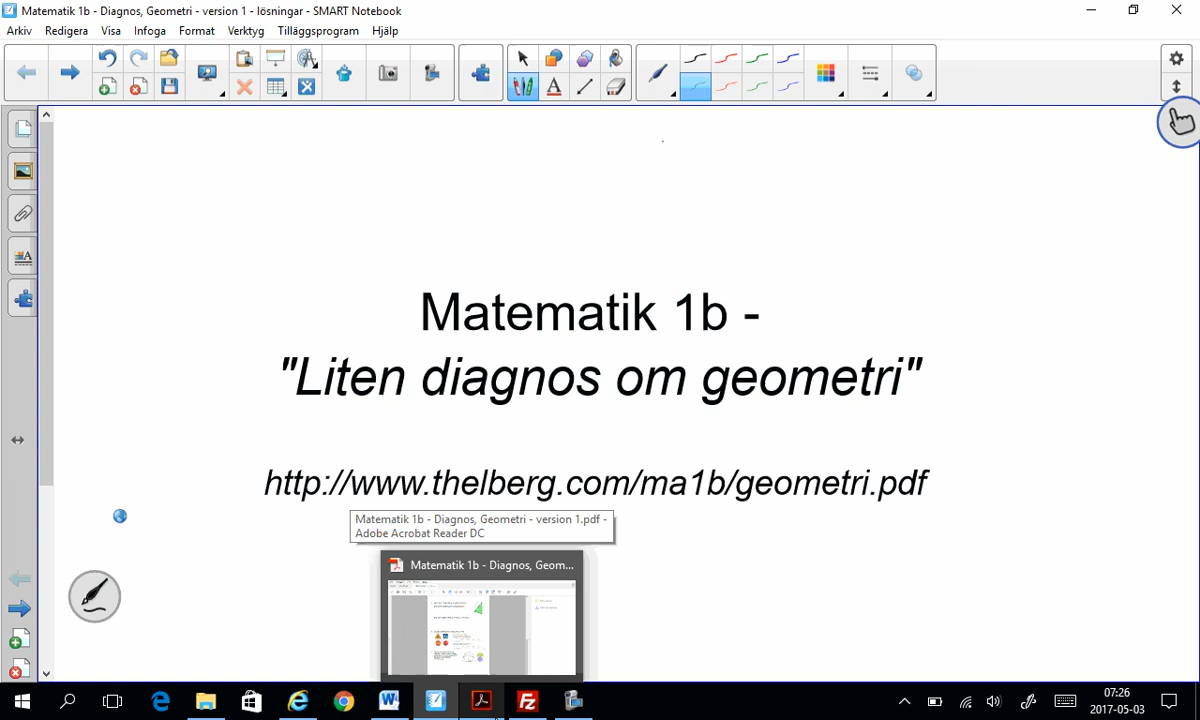 Matematik 1b - Diagnos, Geometri - version 1 - lösningar - SMART Notebook
Arkiv Redigera Visa Infoga Format Verktyg Tilläggsprogram Hjälp
Matematik 1b -
"Liten diagnos om geometri"
http://www.thelberg.com/ma1b/geometri.pdf
Matematik 1b - Diagnos, Geometri - version 1.pdf -
Adobe Acrobat Reader DC
Matematik 1b - Diagnos, Geom...
07:26
2017-05-03